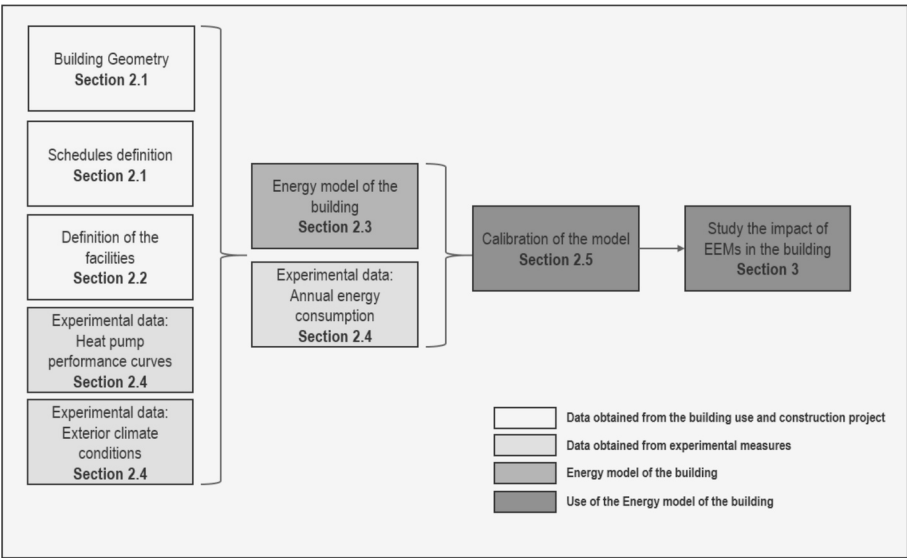 Building Geometry
Section 2.1
Schedules definition
Section 2.1
Definition of the
facilities
Section 2.2
Experimental data:
Heat pump
performance curves
Section 2.4
Experimental data:
Exterior climate
conditions
Section 2.4
Energy model of the
building
Section 2.3
Experimental data:
Annual energy
consumption
Section 2.4
Calibration of the model
Section 2.5
Study the impact of
EEMs in the building
Section 3
Data obtained from the building use and construction project
Data obtained from experimental measures
Energy model of the building
Use of the Energy model of the building